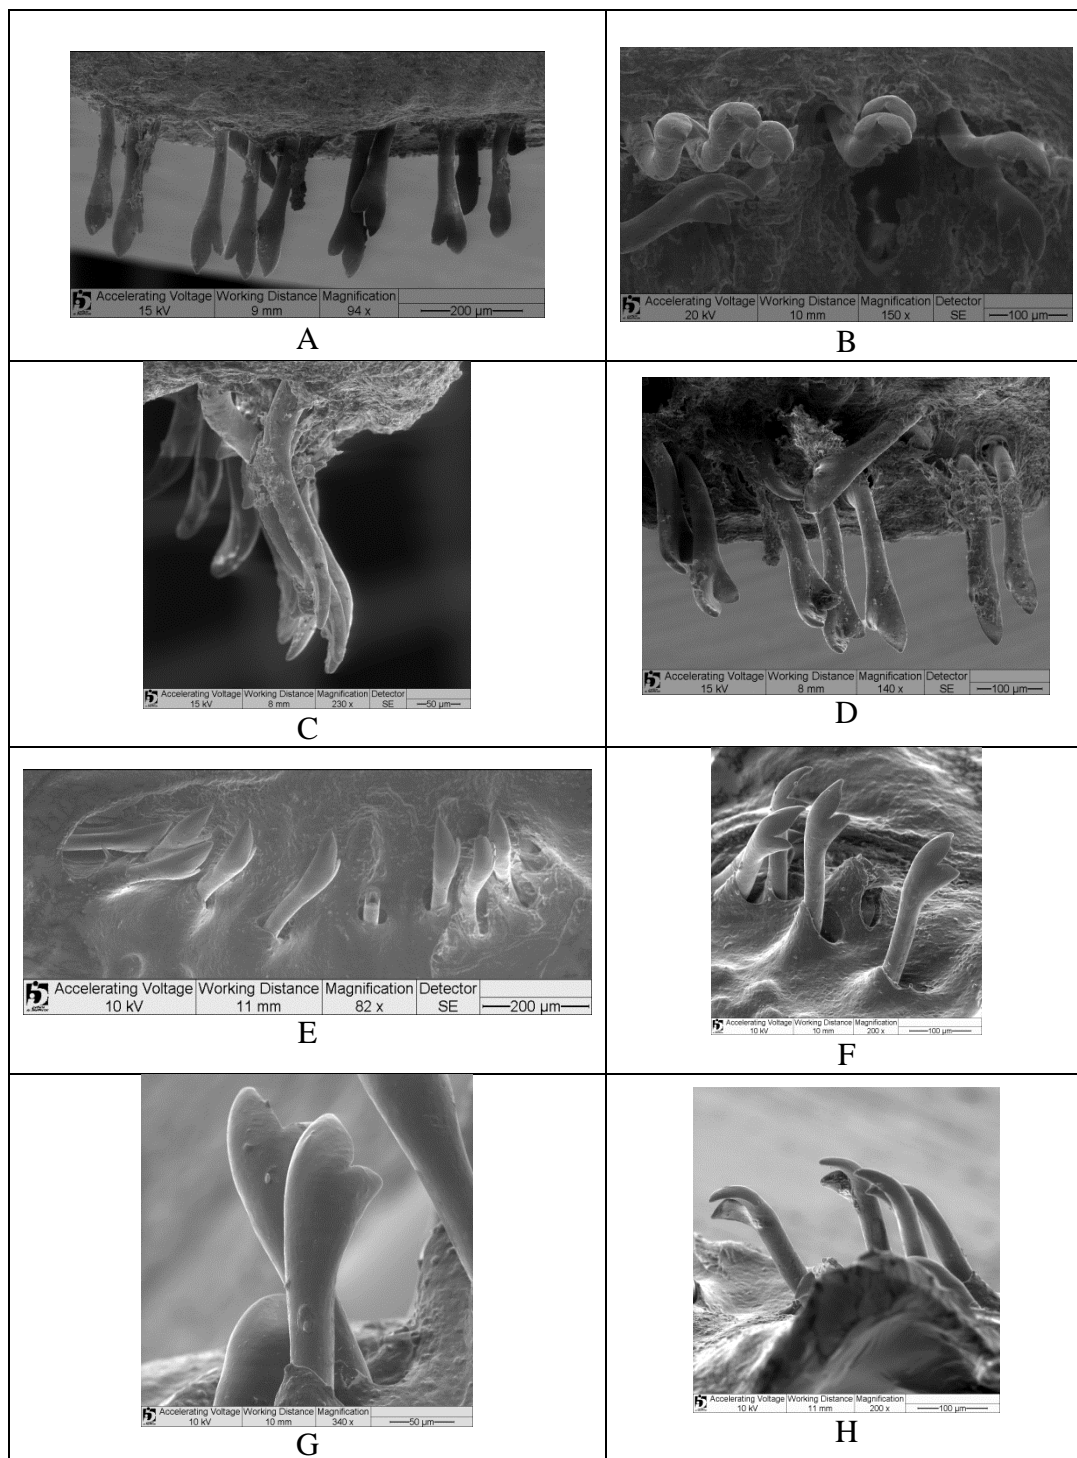 Accelerating Voltage Working Distance Magnification
15 kV 9 mm 94 x 200 µm
A
Accelerating Voltage Working Distance Magnification Detector
20 kV 10 mm 150 x SE 100 µm
B
Accelerating Voltage Working Distance Magnification Detector
15 kV 8 mm 230 x SE 50 µm
C
Accelerating Voltage Working Distance Magnification Detector
15 kV 8 mm 140 x SE 100 µm
D
Accelerating Voltage Working Distance Magnification Detector
10 kV 11 mm 82 x SE 200 µm
E
Accelerating Voltage Working Distance Magnification
10 kV 10 mm 200 x 100 µm
F
Accelerating Voltage Working Distance Magnification
10 kV 10 mm 340 x 50 µm
G
Accelerating Voltage Working Distance Magnification
10 kV 11 mm 200 x 100 µm
H